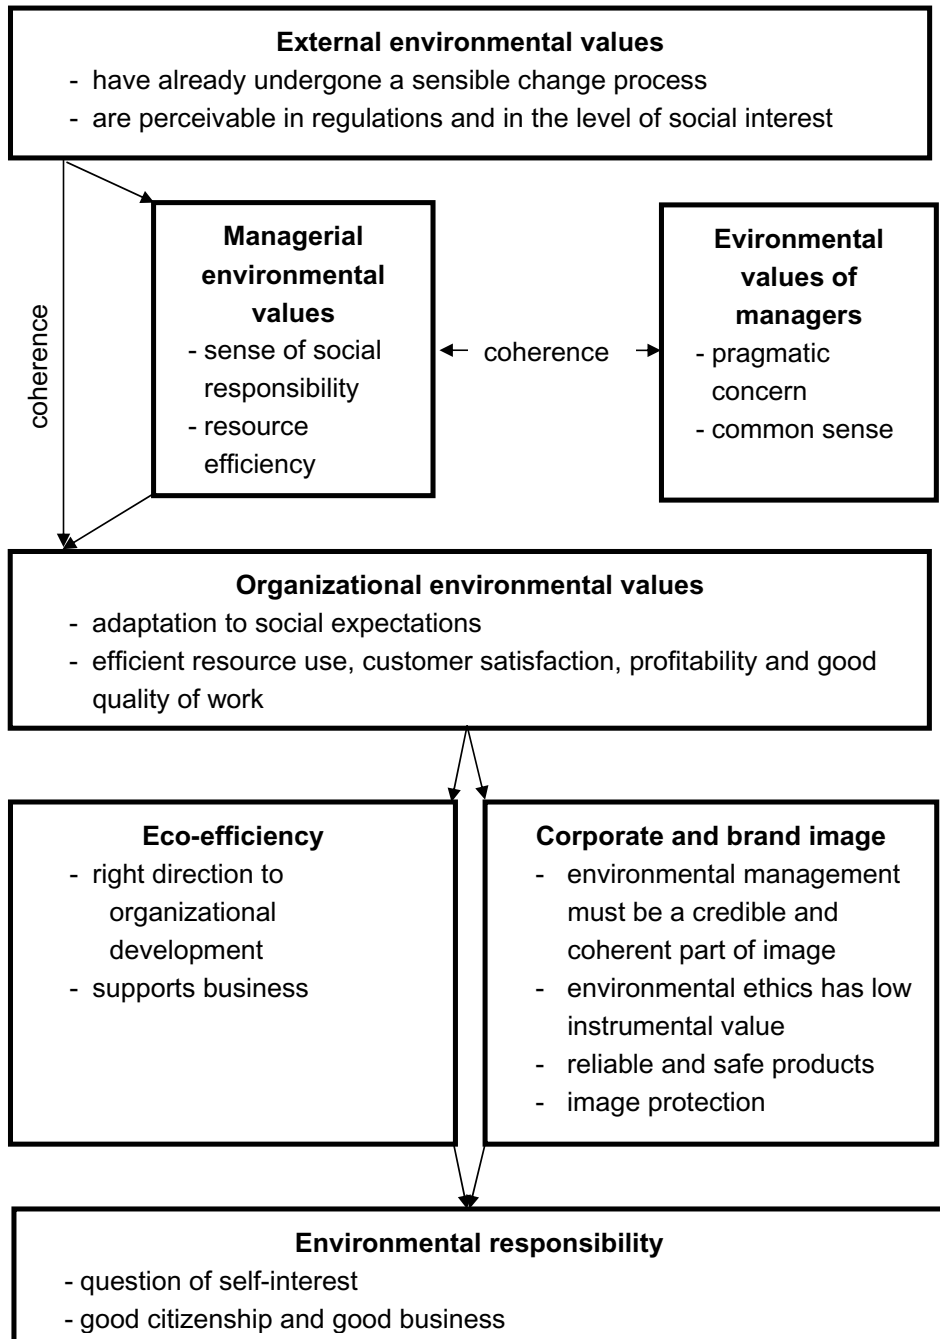 External environmental values
- have already undergone a sensible change process
- are perceivable in regulations and in the level of social interest
coherence
Managerial
environmental
values
- sense of social
responsibility
- resource
efficiency
coherence
Evironmental
values of
managers
- pragmatic
concern
- common sense
Organizational environmental values
- adaptation to social expectations
- efficient resource use, customer satisfaction, profitability and good
quality of work
Eco-efficiency
- right direction to
organizational
development
- supports business
Corporate and brand image
- environmental management
must be a credible and
coherent part of image
- environmental ethics has low
instrumental value
- reliable and safe products
- image protection
Environmental responsibility
- question of self-interest
- good citizenship and good business